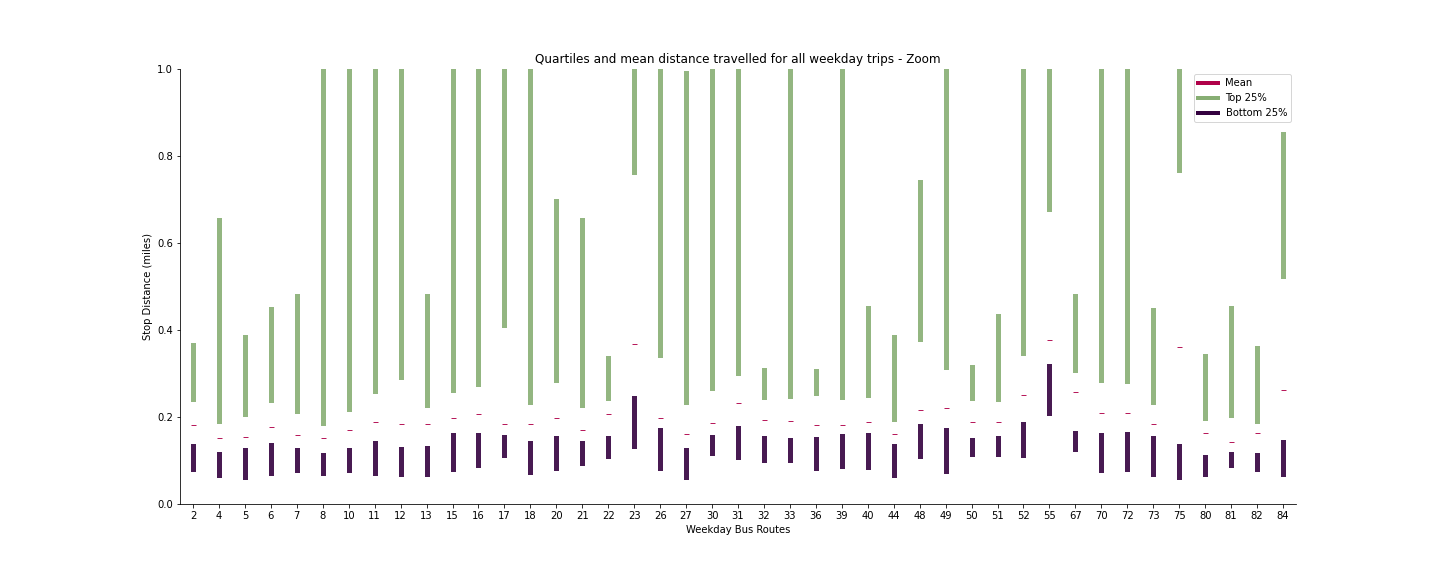 Quartiles and mean distance travelled for all weekday trips - Zoom
Mean
Top 25%
Bottom 25%
Stop Distance (miles)
1.0
0.8
0.6
0.4
0.2
0.0
2 4 5 6 7 8 10 11 12 13 15 16 17 18 20 21 22 23 26 27 30 31 32 33 36 39 40 44 48 49 50 51 52 55 67 70 72 73 75 80 81 82 84
Weekday Bus Routes